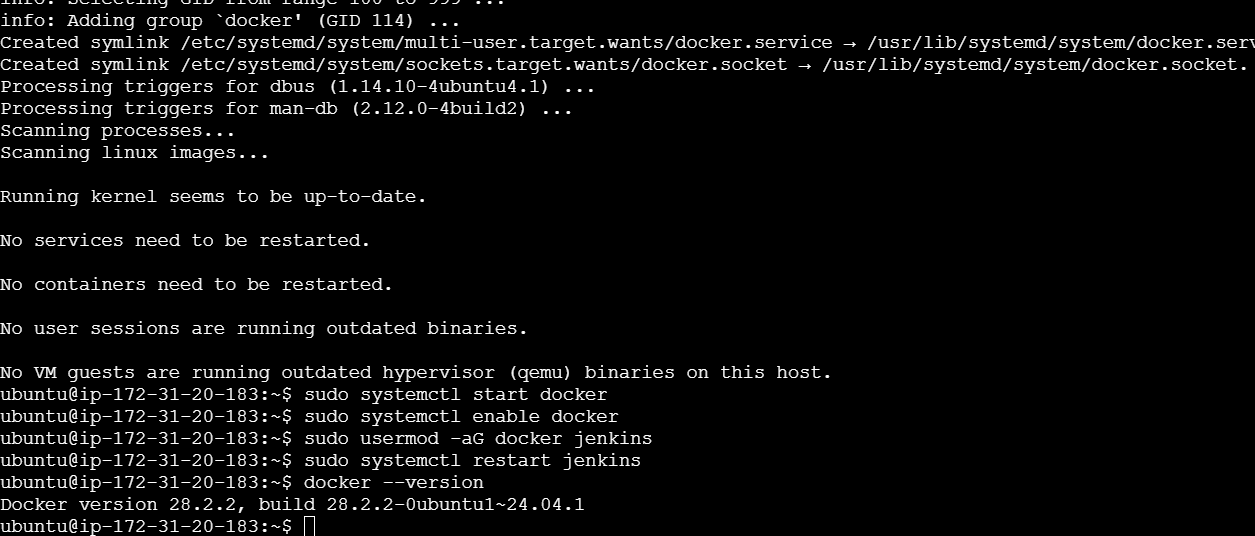 info: Selecting GID from range 100 to 999 ...
info: Adding group `docker' (GID 114) ...
Created symlink /etc/systemd/system/multi-user.target.wants/docker.service → /usr/lib/systemd/system/docker.serv
Created symlink /etc/systemd/system/sockets.target.wants/docker.socket → /usr/lib/systemd/system/docker.socket.
Processing triggers for dbus (1.14.10-4ubuntu4.1) ...
Processing triggers for man-db (2.12.0-4build2) ...
Scanning processes...
Scanning linux images...
Running kernel seems to be up-to-date.
No services need to be restarted.
No containers need to be restarted.
No user sessions are running outdated binaries.
No VM guests are running outdated hypervisor (qemu) binaries on this host.
ubuntu@ip-172-31-20-183:~$ sudo systemctl start docker
ubuntu@ip-172-31-20-183:~$ sudo systemctl enable docker
ubuntu@ip-172-31-20-183:~$ sudo usermod -aG docker jenkins
ubuntu@ip-172-31-20-183:~$ sudo systemctl restart jenkins
ubuntu@ip-172-31-20-183:~$ docker --version
Docker version 28.2.2, build 28.2.2-0ubuntu1~24.04.1
ubuntu@ip-172-31-20-183:~$